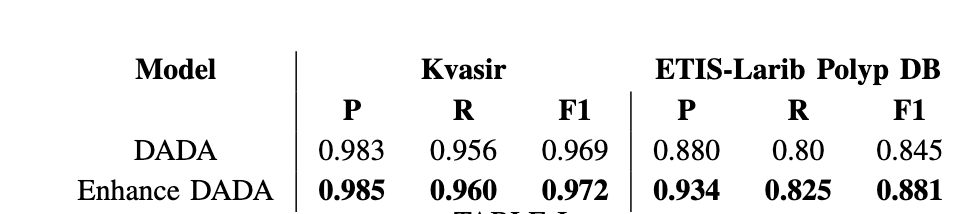 Model Kvasir ETIS-Larib Polyp DB
P R F1 P R F1
DADA 0.983 0.956 0.969 0.880 0.80 0.845
Enhance DADA 0.985 0.960 0.972 0.934 0.825 0.881
TABLE I